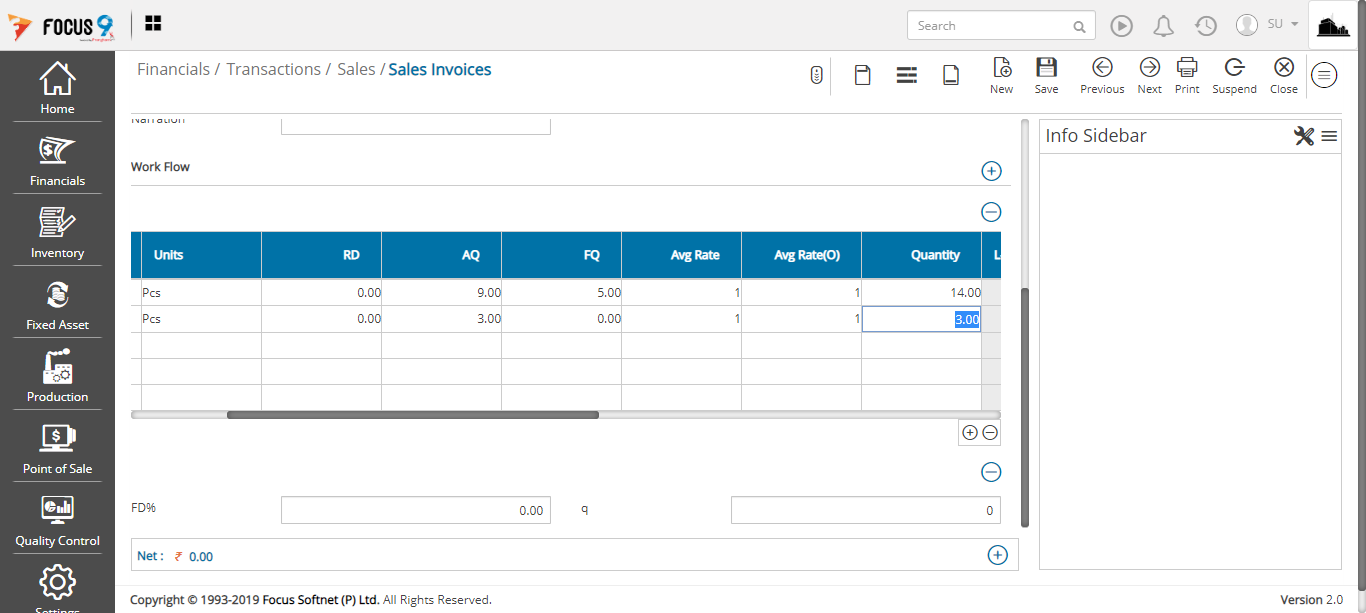 FOCUS 9
Search
SU
Financials / Transactions / Sales / Sales Invoices
New
Save
Previous
Next
Print
Suspend
Close
Home
Financials
Inventory
Fixed Asset
Production
Point of Sale
Quality Control
Settings
Narration
Work Flow
Units RD AQ FQ Avg Rate Avg Rate(O) Quantity L
Pcs 0.00 9.00 5.00 1 1 14.00
Pcs 0.00 3.00 0.00 1 1 3.00
FD% 0.00 q 0
Net : ₹ 0.00
Info Sidebar
Copyright © 1993-2019 Focus Softnet (P) Ltd. All Rights Reserved.
Version 2.0